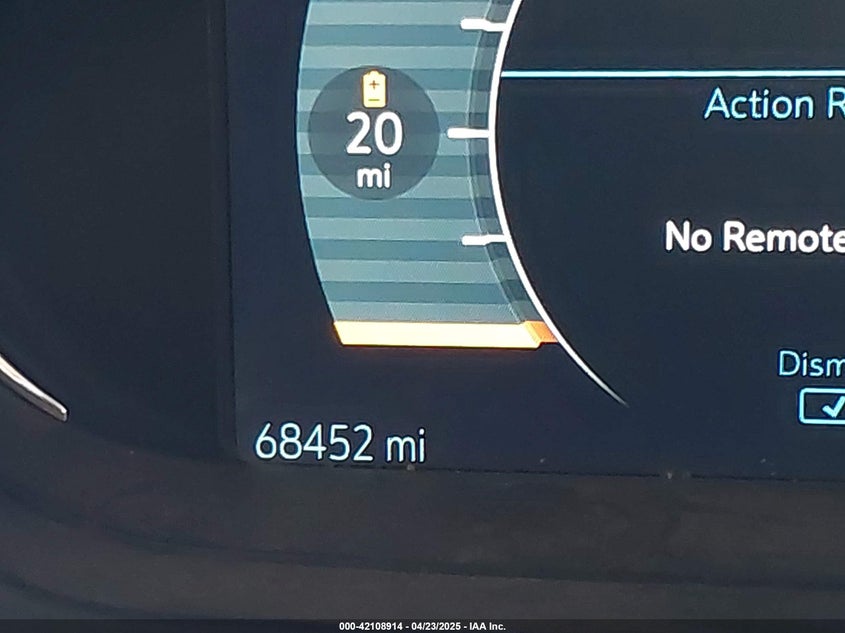 20
mi
Action R
No Remote
Dism
68452 mi
000-42108914 - 04/23/2025 - IAA Inc.